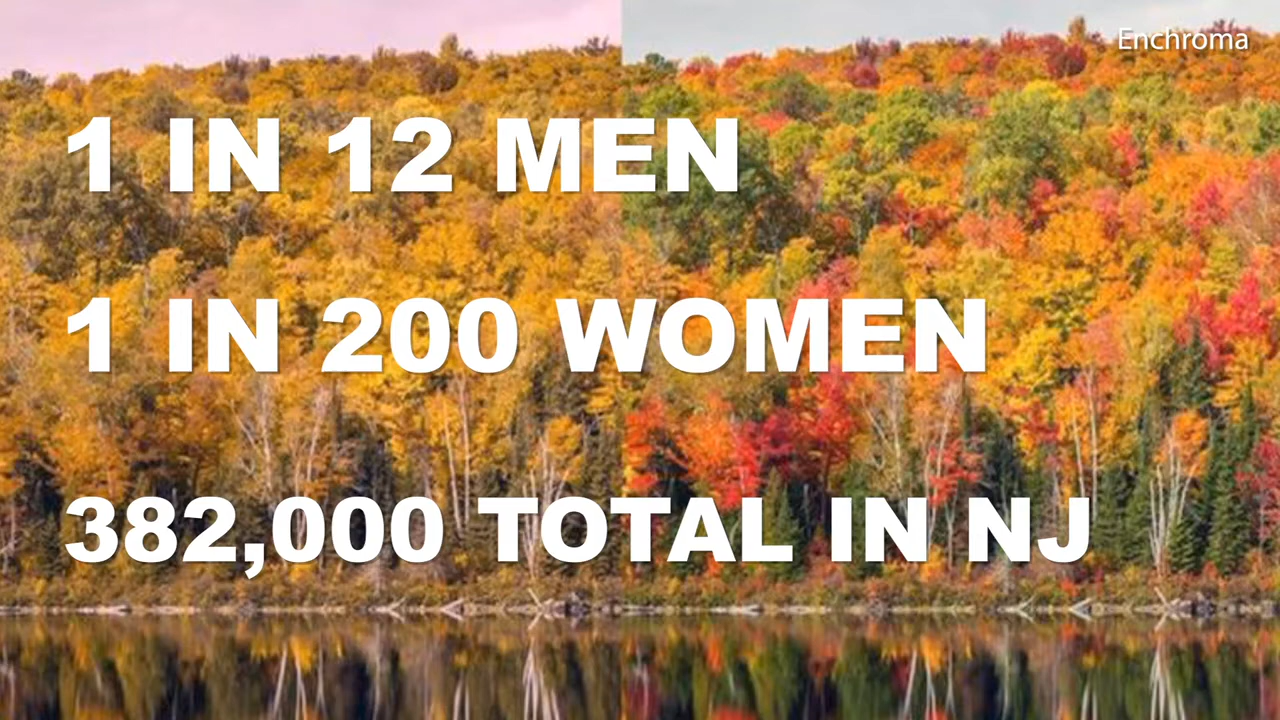 Enchroma
1 IN 12 MEN
1 IN 200 WOMEN
382,000 TOTAL IN NJ